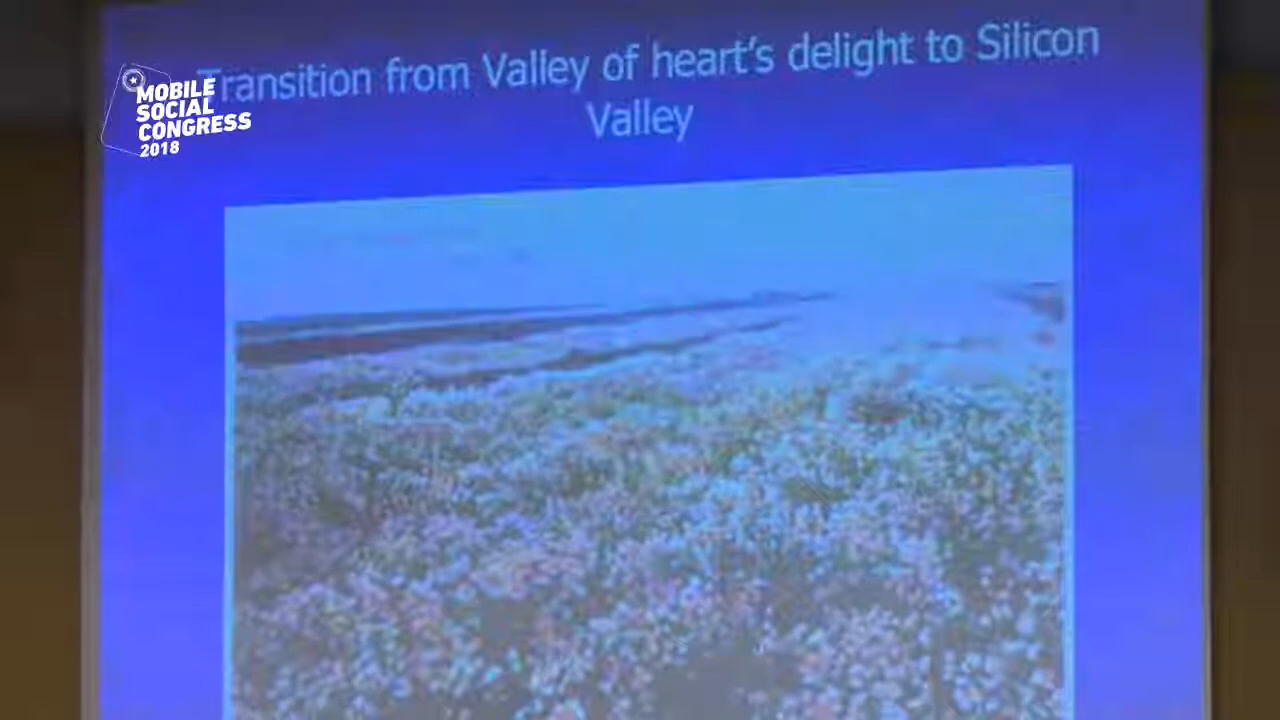 Transition from Valley of heart's delight to Silicon
Valley
MOBILE
SOCIAL
CONGRESS
2018